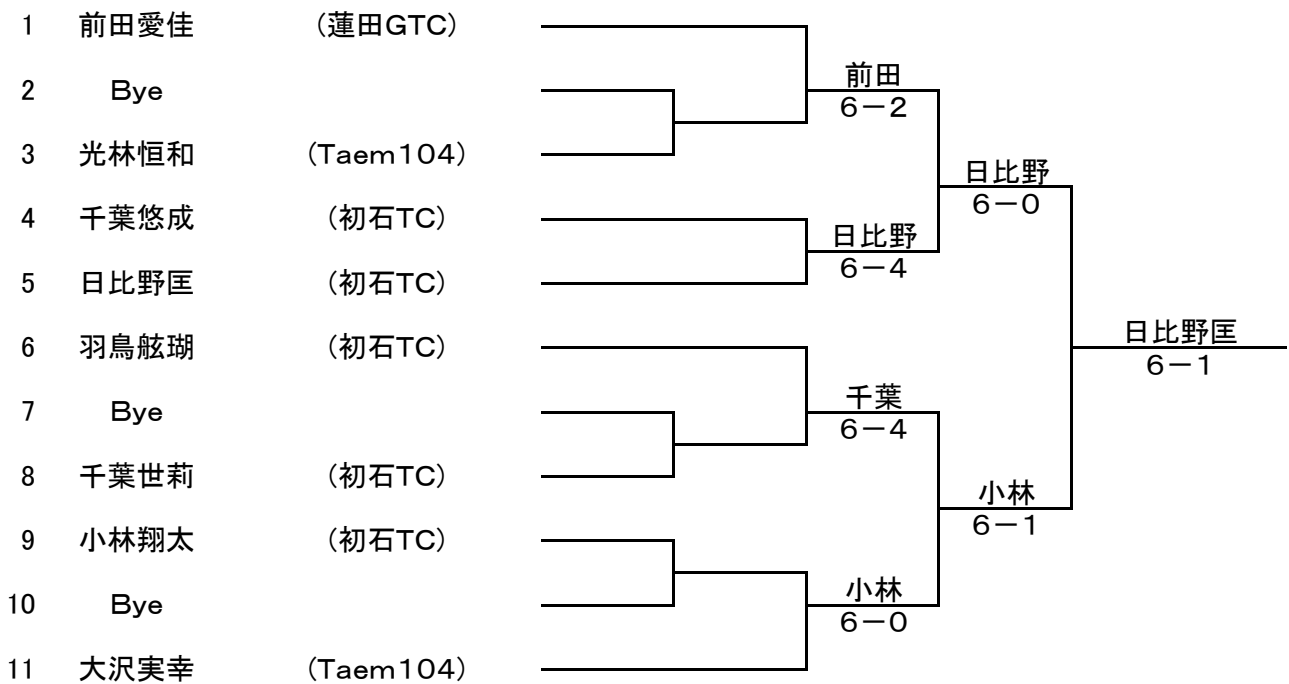 1 前田愛佳 (蓮田GTC)
前田
2 Bye
6-2
3 光林恒和 (Taem104)
日比野
6-0
4 千葉悠成 (初石TC)
日比野
6-4
5 日比野匡 (初石TC)
日比野匡
6 羽鳥舷瑚 (初石TC)
6-1
千葉
7 Bye
6-4
8 千葉世莉 (初石TC)
小林
6-1
9 小林翔太 (初石TC)
小林
10 Bye
6-0
11 大沢実幸 (Taem104)